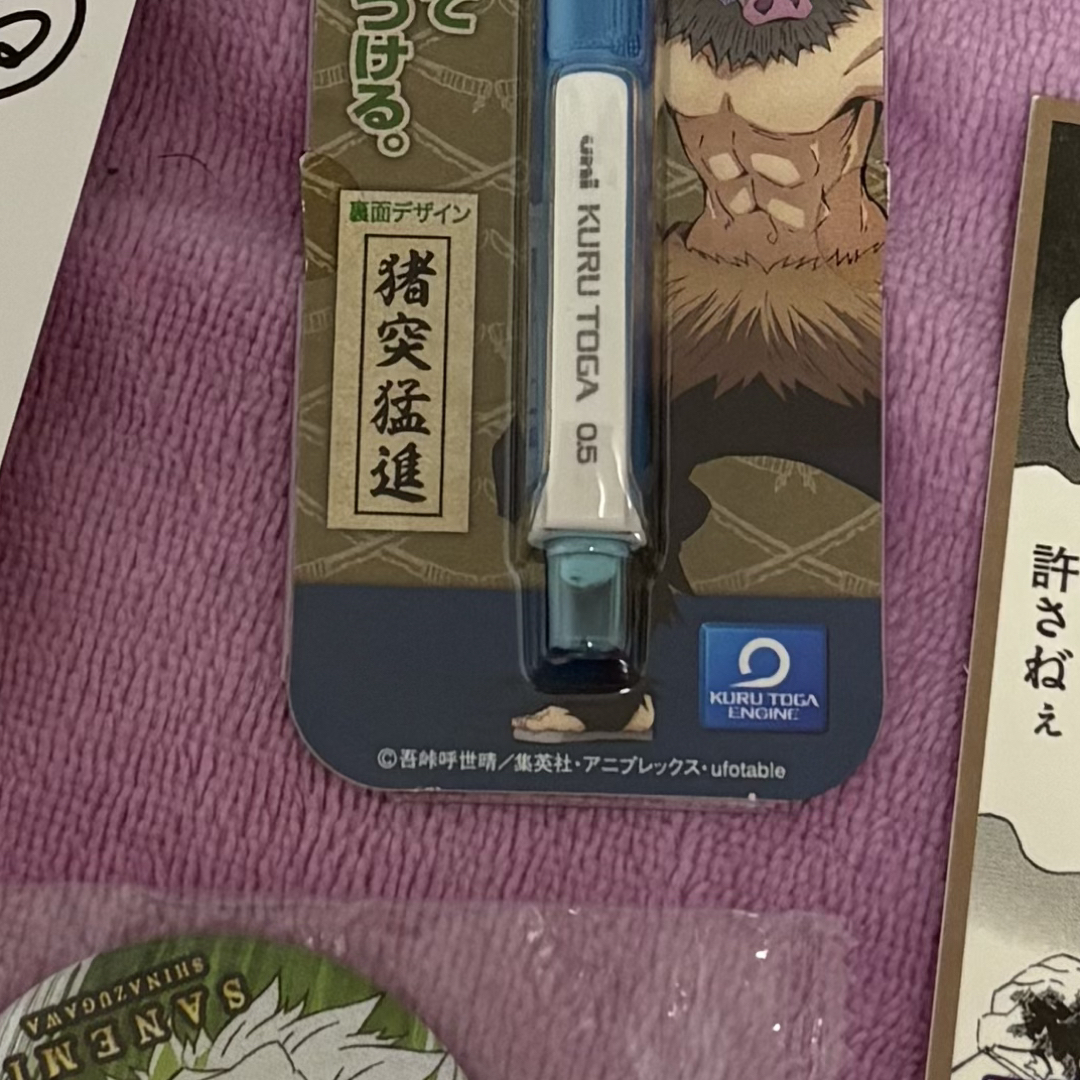 て
つける。
裏面デザイン
猪突猛進
uni KURU TOGA 0.5
KURU TOGA
ENGINE
©吾峠呼世晴／集英社・アニプレックス・ufotable
許さねぇ
SHINAZUGAWA
SANEMI